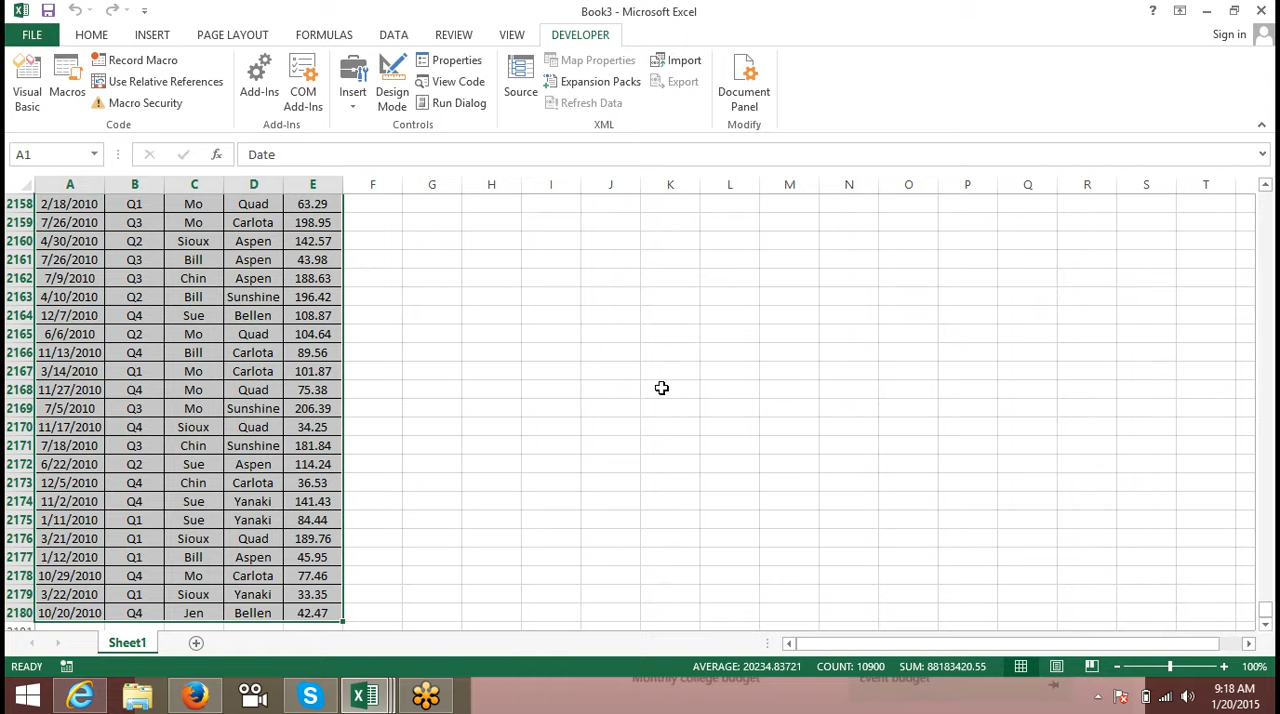 Book3 - Microsoft Excel
?
FILE HOME INSERT PAGE LAYOUT FORMULAS DATA REVIEW VIEW DEVELOPER Sign in
Visual Basic
Macros
Record Macro
Use Relative References
Macro Security
Code
Add-Ins
COM Add-Ins
Add-Ins
Insert
Design Mode
Properties
View Code
Run Dialog
Controls
Source
Map Properties
Expansion Packs
Refresh Data
Import
Export
XML
Document Panel
Modify
A1 fx Date
A B C D E F G H I J K L M N O P Q R S T
2158 2/18/2010 Q1 Mo Quad 63.29
2159 7/26/2010 Q3 Mo Carlota 198.95
2160 4/30/2010 Q2 Sioux Aspen 142.57
2161 7/26/2010 Q3 Bill Aspen 43.98
2162 7/9/2010 Q3 Chin Aspen 188.63
2163 4/10/2010 Q2 Bill Sunshine 196.42
2164 12/7/2010 Q4 Sue Bellen 108.87
2165 6/6/2010 Q2 Mo Quad 104.64
2166 11/13/2010 Q4 Bill Carlota 89.56
2167 3/14/2010 Q1 Mo Carlota 101.87
2168 11/27/2010 Q4 Mo Quad 75.38
2169 7/5/2010 Q3 Mo Sunshine 206.39
2170 11/17/2010 Q4 Sioux Quad 34.25
2171 7/18/2010 Q3 Chin Sunshine 181.84
2172 6/22/2010 Q2 Sue Aspen 114.24
2173 12/5/2010 Q4 Chin Carlota 36.53
2174 11/2/2010 Q4 Sue Yanaki 141.43
2175 1/11/2010 Q1 Sue Yanaki 84.44
2176 3/21/2010 Q1 Sioux Quad 189.76
2177 1/12/2010 Q1 Bill Aspen 45.95
2178 10/29/2010 Q4 Mo Carlota 77.46
2179 3/22/2010 Q1 Sioux Yanaki 33.35
2180 10/20/2010 Q4 Jen Bellen 42.47
Sheet1
READY AVERAGE: 20234.83721 COUNT: 10900 SUM: 88183420.55 100%
Monthly college budget Event budget
9:18 AM
1/20/2015